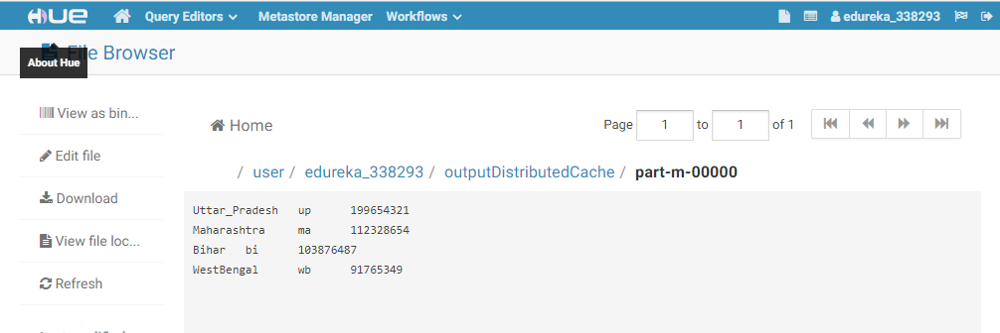 HUE Query Editors Metastore Manager Workflows edureka_338293
File Browser
About Hue
View as bin...
Edit file
Download
View file loc...
Refresh
Home
Page 1 to 1 of 1
/ user / edureka_338293 / outputDistributedCache / part-m-00000
Uttar_Pradesh up 199654321
Maharashtra ma 112328654
Bihar bi 103876487
WestBengal wb 91765349